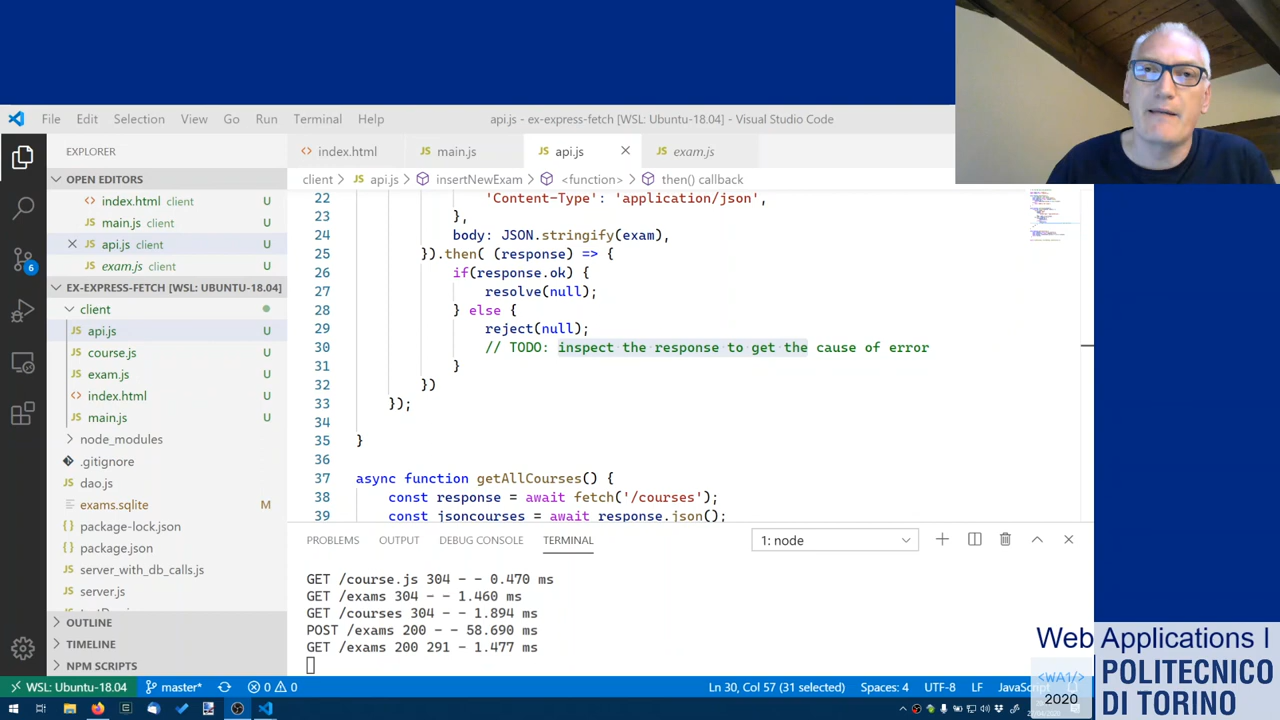 File Edit Selection View Go Run Terminal Help
api.js - ex-express-fetch [WSL: Ubuntu-18.04] - Visual Studio Code
EXPLORER
OPEN EDITORS
index.html client U
main.js client U
api.js client U
exam.js client U
EX-EXPRESS-FETCH [WSL: UBUNTU-18.04]
client
api.js U
course.js U
exam.js U
index.html U
main.js U
node_modules
.gitignore
dao.js
exams.sqlite M
package-lock.json
package.json
server_with_db_calls.js
server.js
OUTLINE
TIMELINE
NPM SCRIPTS
6
index.html
main.js
api.js
exam.js
client > api.js > insertNewExam > <function> > then() callback
22 'Content-Type': 'application/json',
23 },
24 body: JSON.stringify(exam),
25 }).then( (response) => {
26 if(response.ok) {
27 resolve(null);
28 } else {
29 reject(null);
30 // TODO: inspect the response to get the cause of error
31 }
32 })
33 });
34
35 }
36
37 async function getAllCourses() {
38 const response = await fetch('/courses');
39 const jsoncourses = await response.json();
PROBLEMS OUTPUT DEBUG CONSOLE TERMINAL
1: node
GET /course.js 304 - - 0.470 ms
GET /exams 304 - - 1.460 ms
GET /courses 304 - - 1.894 ms
POST /exams 200 - - 58.690 ms
GET /exams 200 291 - 1.477 ms
WSL: Ubuntu-18.04 master* 0 0
Ln 30, Col 57 (31 selected) Spaces: 4 UTF-8 LF JavaScript
Web Applications I
<WA1/>
2020
POLITECNICO
DI TORINO